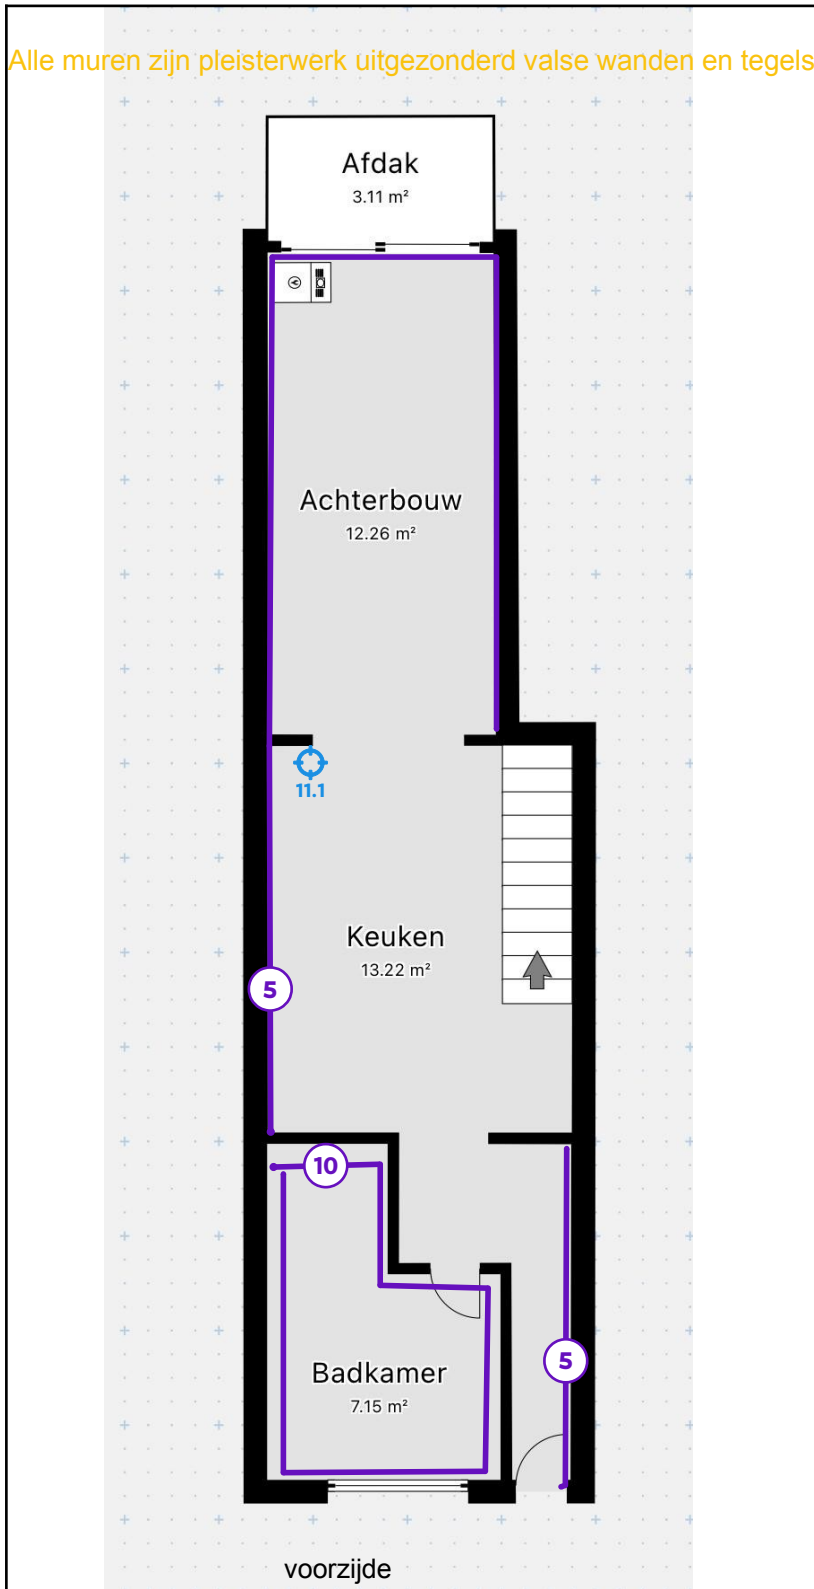 Alle muren zijn pleisterwerk uitgezonderd valse wanden en tegels
Afdak
3.11 m²
Achterbouw
12.26 m²
11.1
Keuken
13.22 m²
5
10
5
Badkamer
7.15 m²
voorzijde